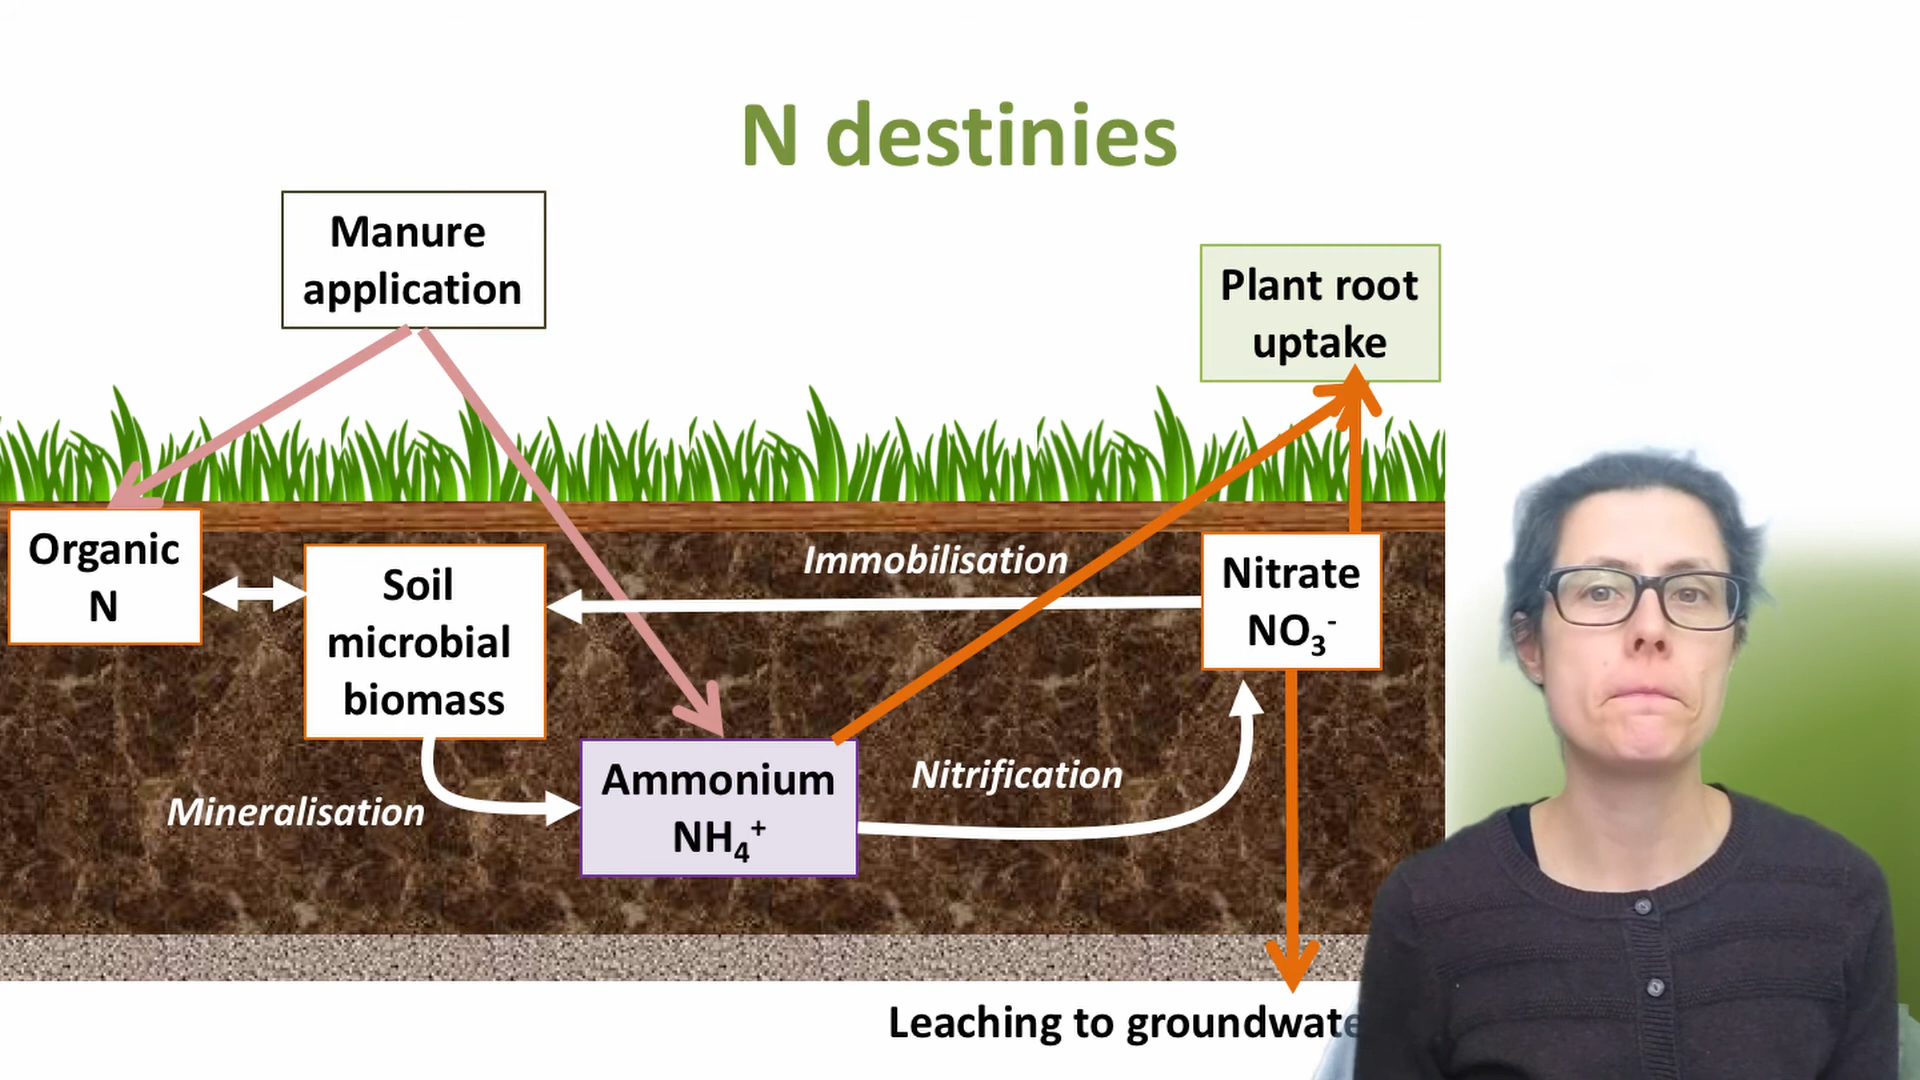 N destinies
Manure
application
Plant root
uptake
Organic
N
Soil
microbial
biomass
Immobilisation
Nitrate
NO₃⁻
Mineralisation
Ammonium
NH₄⁺
Nitrification
Leaching to groundwate